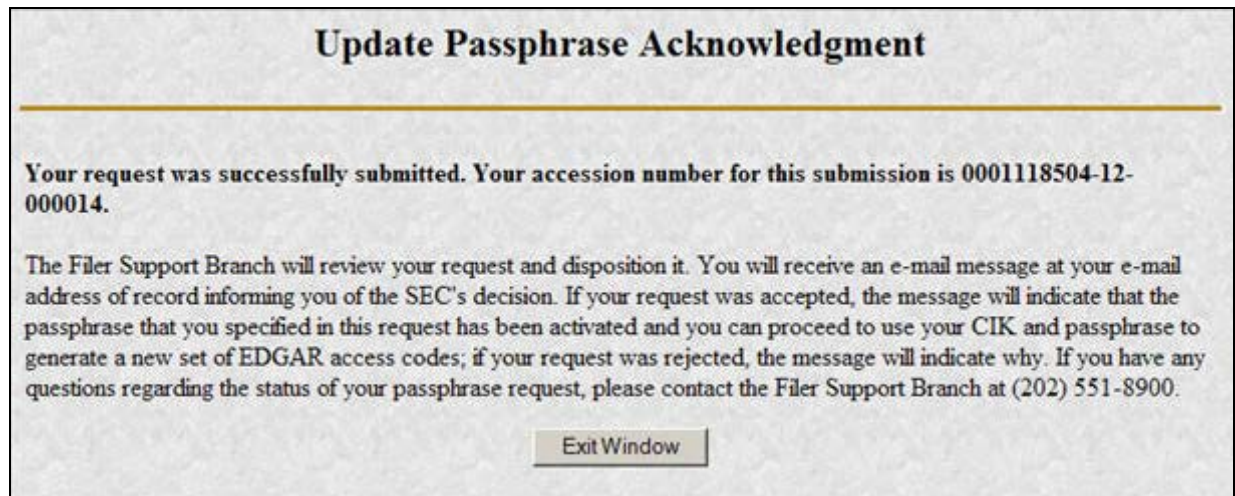 Update Passphrase Acknowledgment
Your request was successfully submitted. Your accession number for this submission is 0001118504-12-
000014.
The Filer Support Branch will review your request and disposition it. You will receive an e-mail message at your e-mail
address of record informing you of the SEC's decision. If your request was accepted, the message will indicate that the
passphrase that you specified in this request has been activated and you can proceed to use your CIK and passphrase to
generate a new set of EDGAR access codes; if your request was rejected, the message will indicate why. If you have any
questions regarding the status of your passphrase request, please contact the Filer Support Branch at (202) 551-8900.
Exit Window